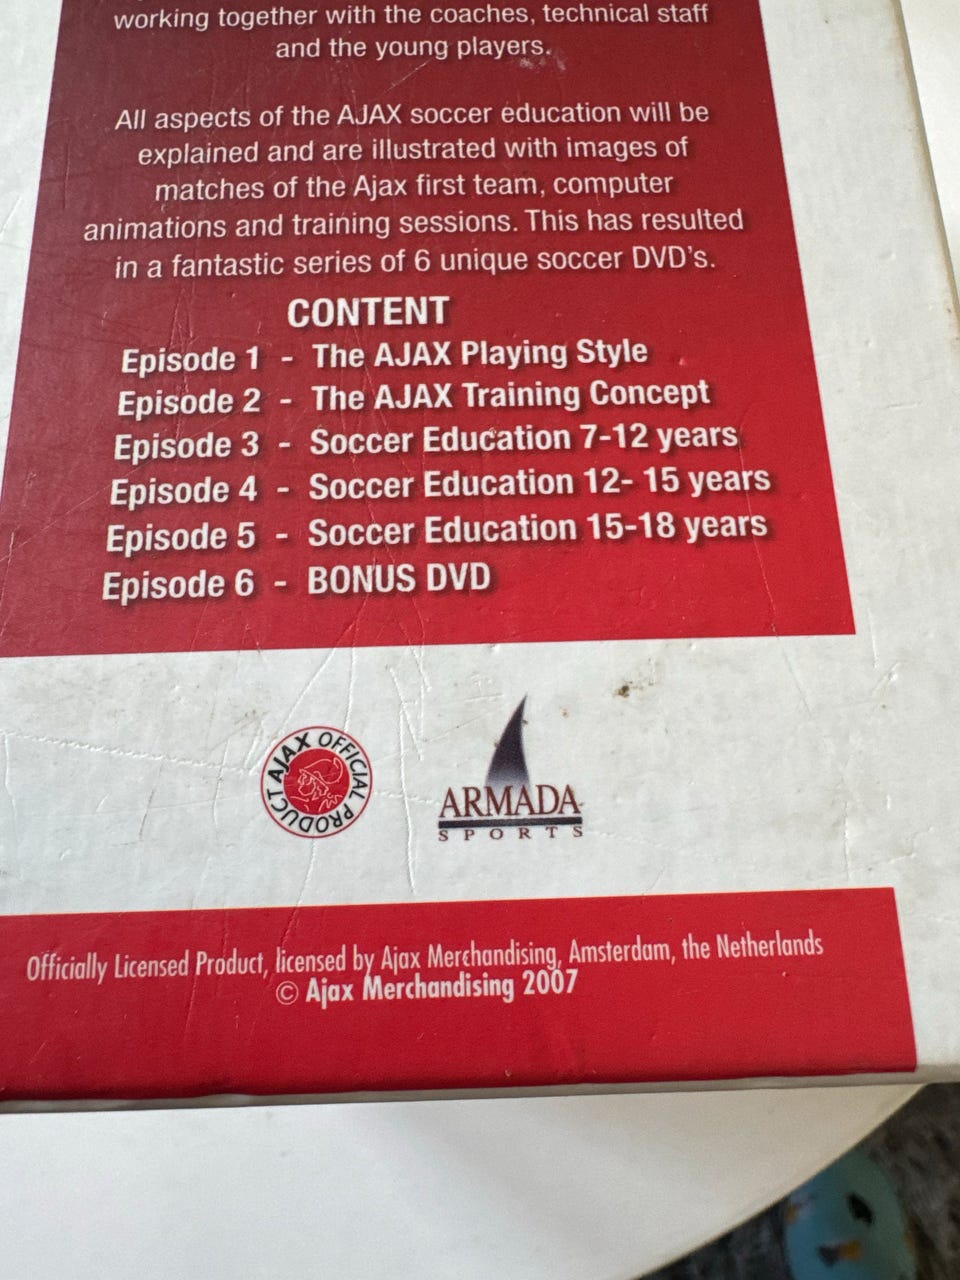 working together with the coaches, technical staff
and the young players.
All aspects of the AJAX soccer education will be
explained and are illustrated with images of
matches of the Ajax first team, computer
animations and training sessions. This has resulted
in a fantastic series of 6 unique soccer DVD's.
CONTENT
Episode 1 - The AJAX Playing Style
Episode 2 - The AJAX Training Concept
Episode 3 - Soccer Education 7-12 years
Episode 4 - Soccer Education 12- 15 years
Episode 5 - Soccer Education 15-18 years
Episode 6 - BONUS DVD
AJAX OFFICIAL PRODUCT
ARMADA
SPORTS
Officially Licensed Product, licensed by Ajax Merchandising, Amsterdam, the Netherlands
© Ajax Merchandising 2007